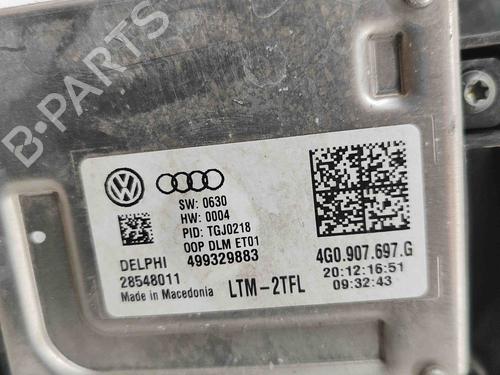 B-PARTS
SW: 0630
HW: 0004
PID: TGJ0218
00P DLM ET01
DELPHI 499329883
28548011
Made in Macedonia
LTM-2TFL
4G0.907.697.G
20:12:16:51
09:32:43